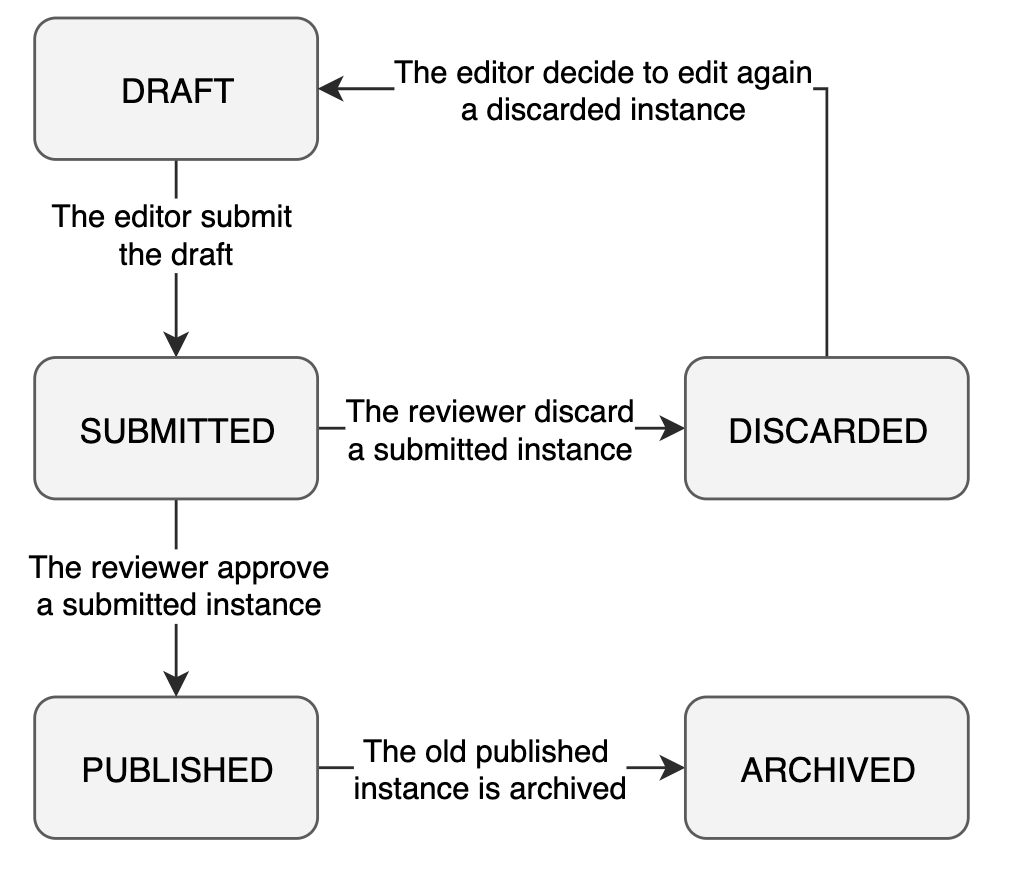 DRAFT
The editor decide to edit again
a discarded instance
The editor submit
the draft
SUBMITTED
The reviewer discard
a submitted instance
DISCARDED
The reviewer approve
a submitted instance
PUBLISHED
The old published
instance is archived
ARCHIVED